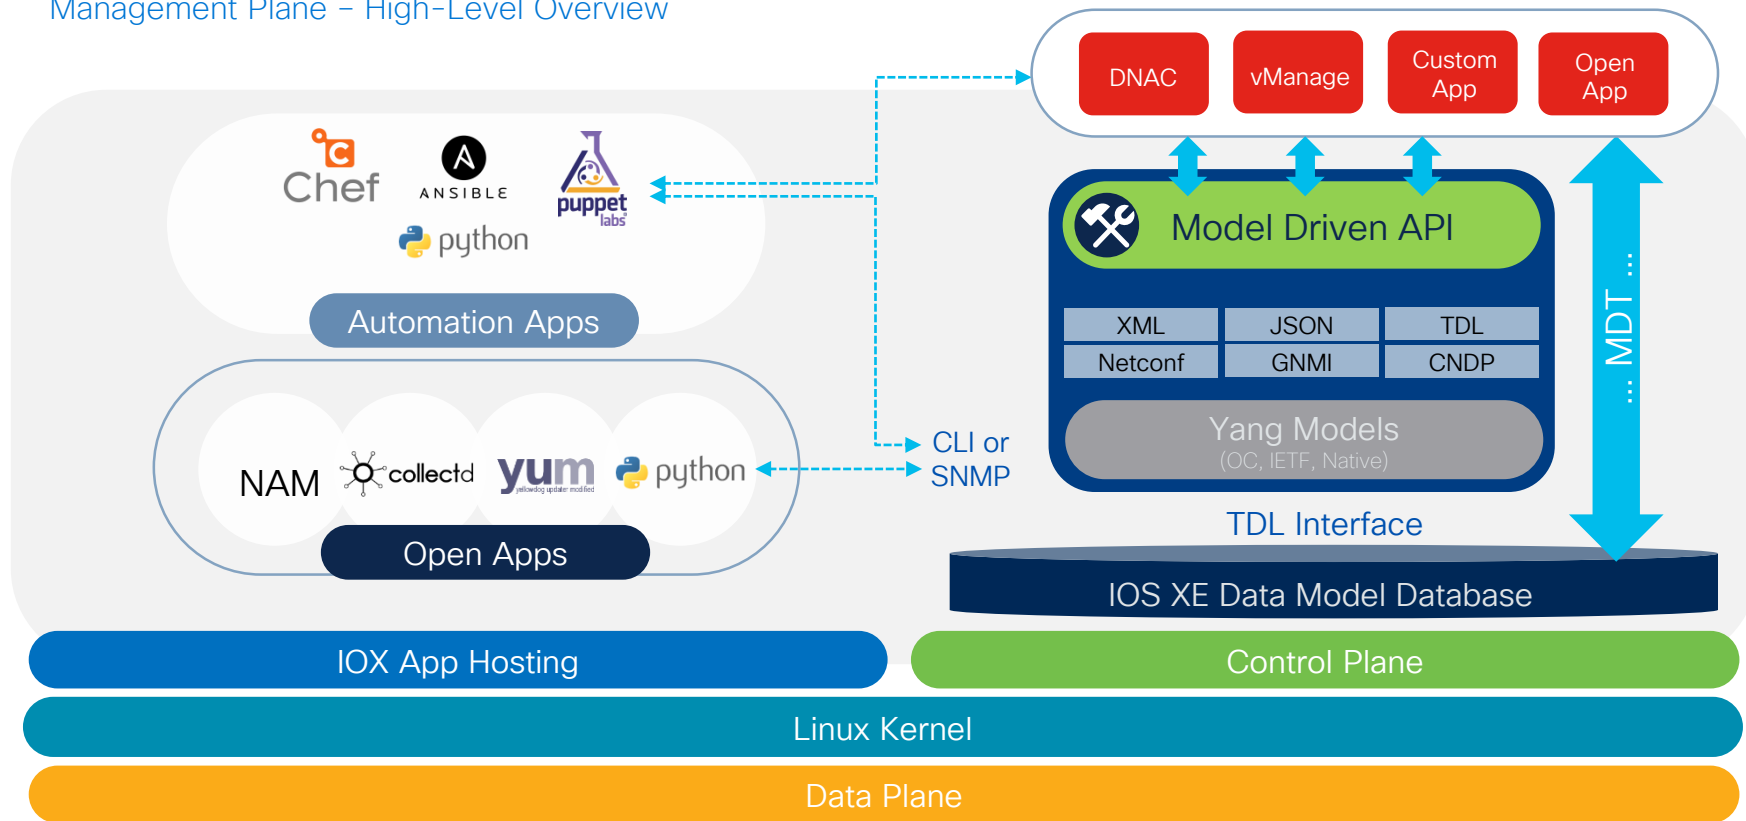 Management Plane – High-Level Overview
DNAC
vManage
Custom
App
Open
App
Chef
ANSIBLE
puppet
labs
python
Automation Apps
Model Driven API
XML
JSON
TDL
Netconf
GNMI
CNDP
... MDT ...
Yang Models
(OC, IETF, Native)
CLI or
SNMP
NAM
collectd
yum
yellowdog updater modified
python
Open Apps
TDL Interface
IOS XE Data Model Database
IOX App Hosting
Control Plane
Linux Kernel
Data Plane